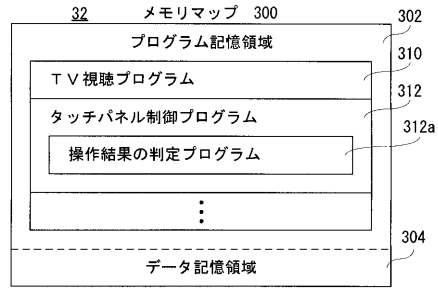 32 メモリマップ 300
プログラム記憶領域
302
TV視聴プログラム
310
タッチパネル制御プログラム
312
操作結果の判定プログラム
312a
データ記憶領域
304